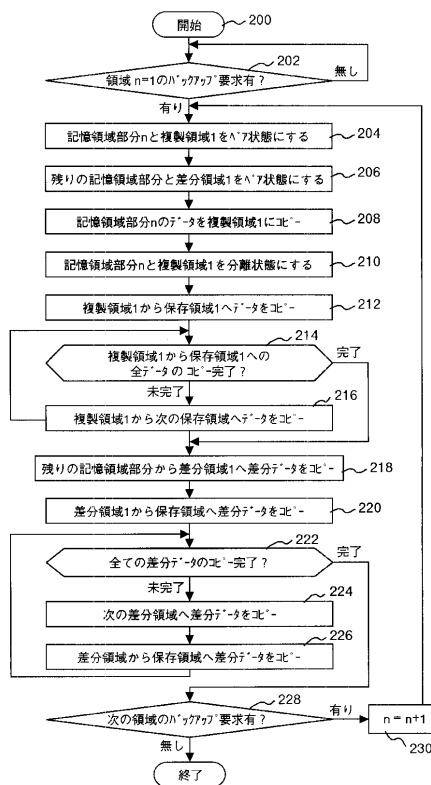 開始
200
領域 n=1のﾊﾞｯｸｱｯﾌﾟ要求有?
202
無し
有り
記憶領域部分nと複製領域1をﾍﾟｱ状態にする
204
残りの記憶領域部分と差分領域1をﾍﾟｱ状態にする
206
記憶領域部分nのﾃﾞｰﾀを複製領域1にｺﾋﾟｰ
208
記憶領域部分nと複製領域1を分離状態にする
210
複製領域1から保存領域1へﾃﾞｰﾀをｺﾋﾟｰ
212
214
複製領域1から保存領域1への
全ﾃﾞｰﾀのｺﾋﾟｰ完了?
完了
未完了
216
複製領域1から次の保存領域へﾃﾞｰﾀをｺﾋﾟｰ
残りの記憶領域部分から差分領域1へ差分ﾃﾞｰﾀをｺﾋﾟｰ
218
差分領域1から保存領域へ差分ﾃﾞｰﾀをｺﾋﾟｰ
220
222
全ての差分ﾃﾞｰﾀのｺﾋﾟｰ完了?
完了
未完了
224
次の差分領域へ差分ﾃﾞｰﾀをｺﾋﾟｰ
226
差分領域から保存領域へ差分ﾃﾞｰﾀをｺﾋﾟｰ
228
次の領域のﾊﾞｯｸｱｯﾌﾟ要求有?
有り
n = n+1
230
無し
終了